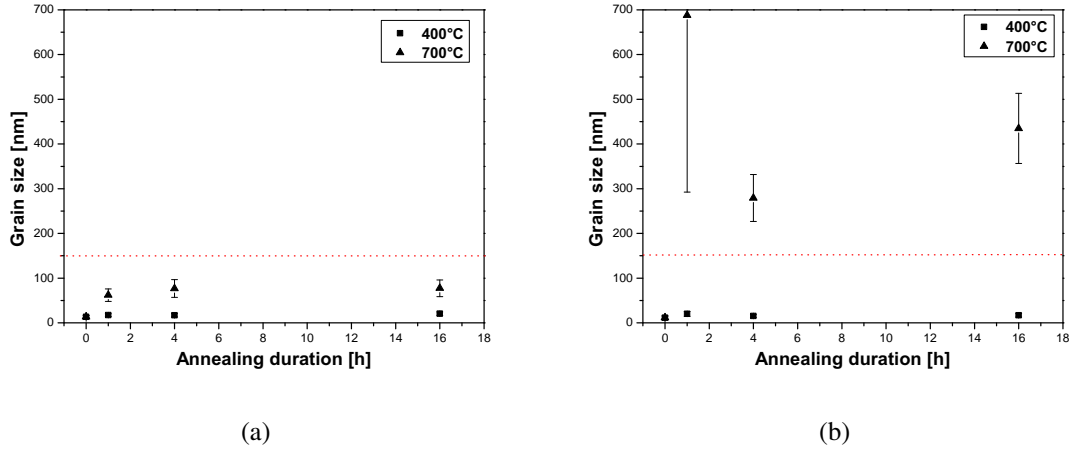 700
600
500
400
300
200
100
0
Grain size [nm]
400°C
700°C
0 2 4 6 8 10 12 14 16 18
Annealing duration [h]
(a)
700
600
500
400
300
200
100
0
Grain size [nm]
400°C
700°C
0 2 4 6 8 10 12 14 16 18
Annealing duration [h]
(b)